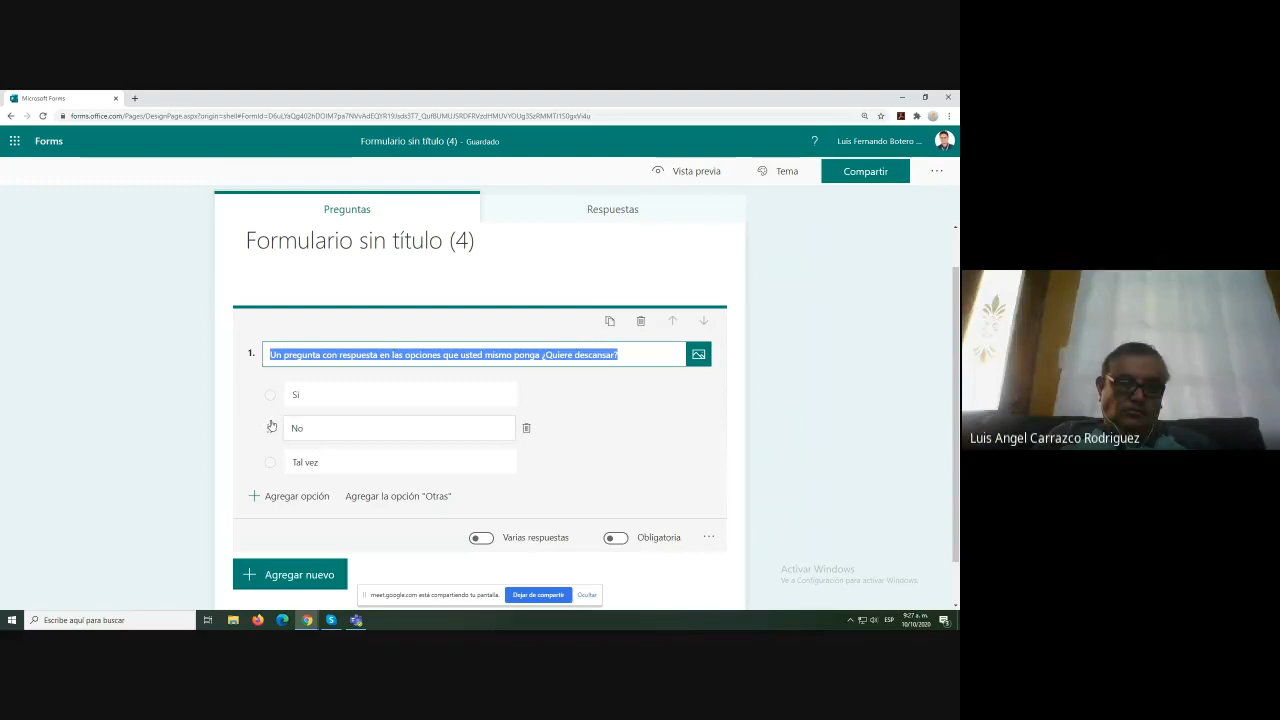 Microsoft Forms
Forms
Formulario sin título (4) - Guardado
?
Luis Fernando Botero ...
Vista previa
Tema
Compartir
...
Preguntas
Respuestas
Formulario sin título (4)
1.
Un pregunta con respuesta en las opciones que usted mismo ponga ¿Quiere descansar?
Si
No
Tal vez
Agregar opción
Agregar la opción "Otras"
Varias respuestas
Obligatoria
...
Agregar nuevo
Activar Windows
Ve a Configuración para activar Windows.
meet.google.com está compartiendo tu pantalla.
Dejar de compartir
Ocultar
Escribe aquí para buscar
ESP
9:27 a. m.
10/10/2020
Luis Angel Carrazco Rodriguez